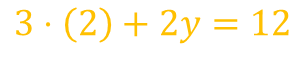 3 · (2) + 2y = 12